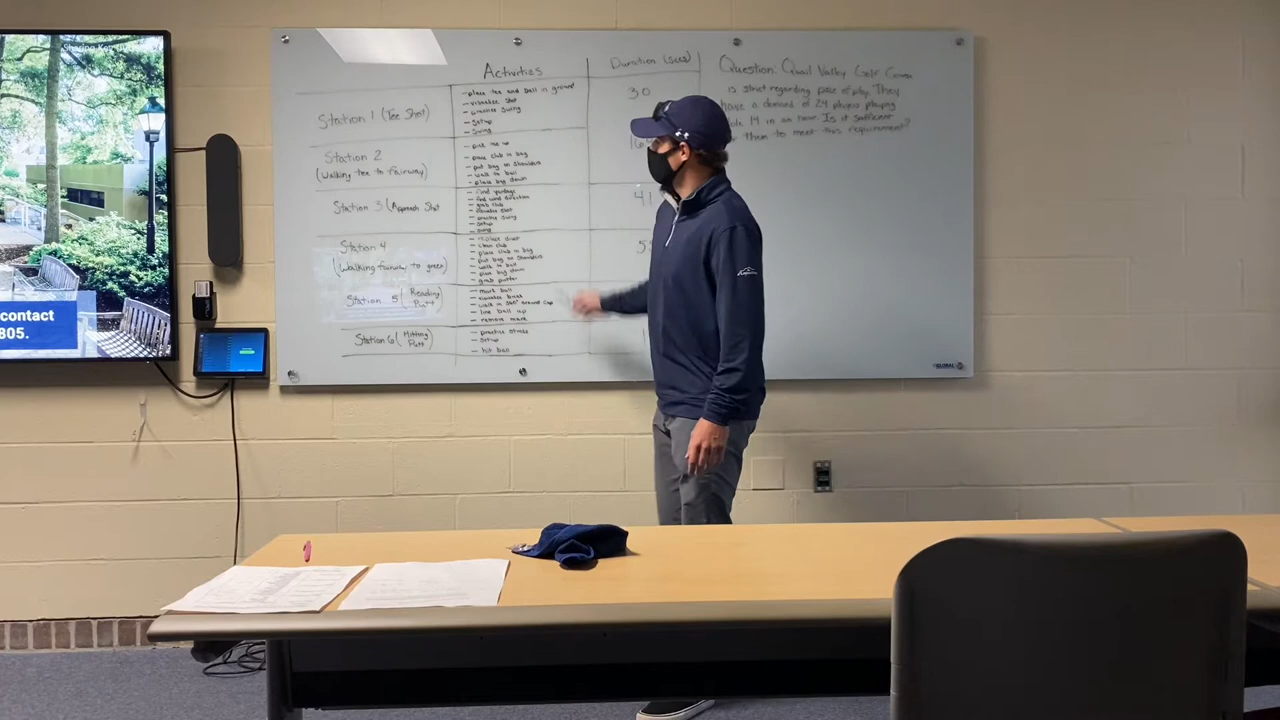 contact
805.
Activities
Duration (secs)
Station 1 (Tee Shot)
- place tee and ball in ground
- visualize shot
- practice swing
- setup
- swing
30
Station 2
(Walking tee to fairway)
- pick tee up
- place club in bag
- put bag on shoulders
- walk to ball
- place bag down
16
Station 3 (Approach Shot
- find yardage
- find wind direction
- grab club
- visualize shot
- practice swing
- setup
- swing
41
Station 4
(Walking fairway to green)
- replace divot
- clean club
- place club in bag
- put bag on shoulders
- walk to ball
- place bag down
- grab putter
5
Station 5 (Reading
Putt)
- mark ball
- visualize break
- walk in 360° around cup
- line ball up
- remove mark
Station 6 (Hitting
Putt)
- practice stroke
- setup
- hit ball
1
Question: Quail Valley Golf Course
is strict regarding pace of play. They
have a demand of 24 players playing
hole 14 in an hour. Is it sufficient
them to meet this requirement?
GLOBAL